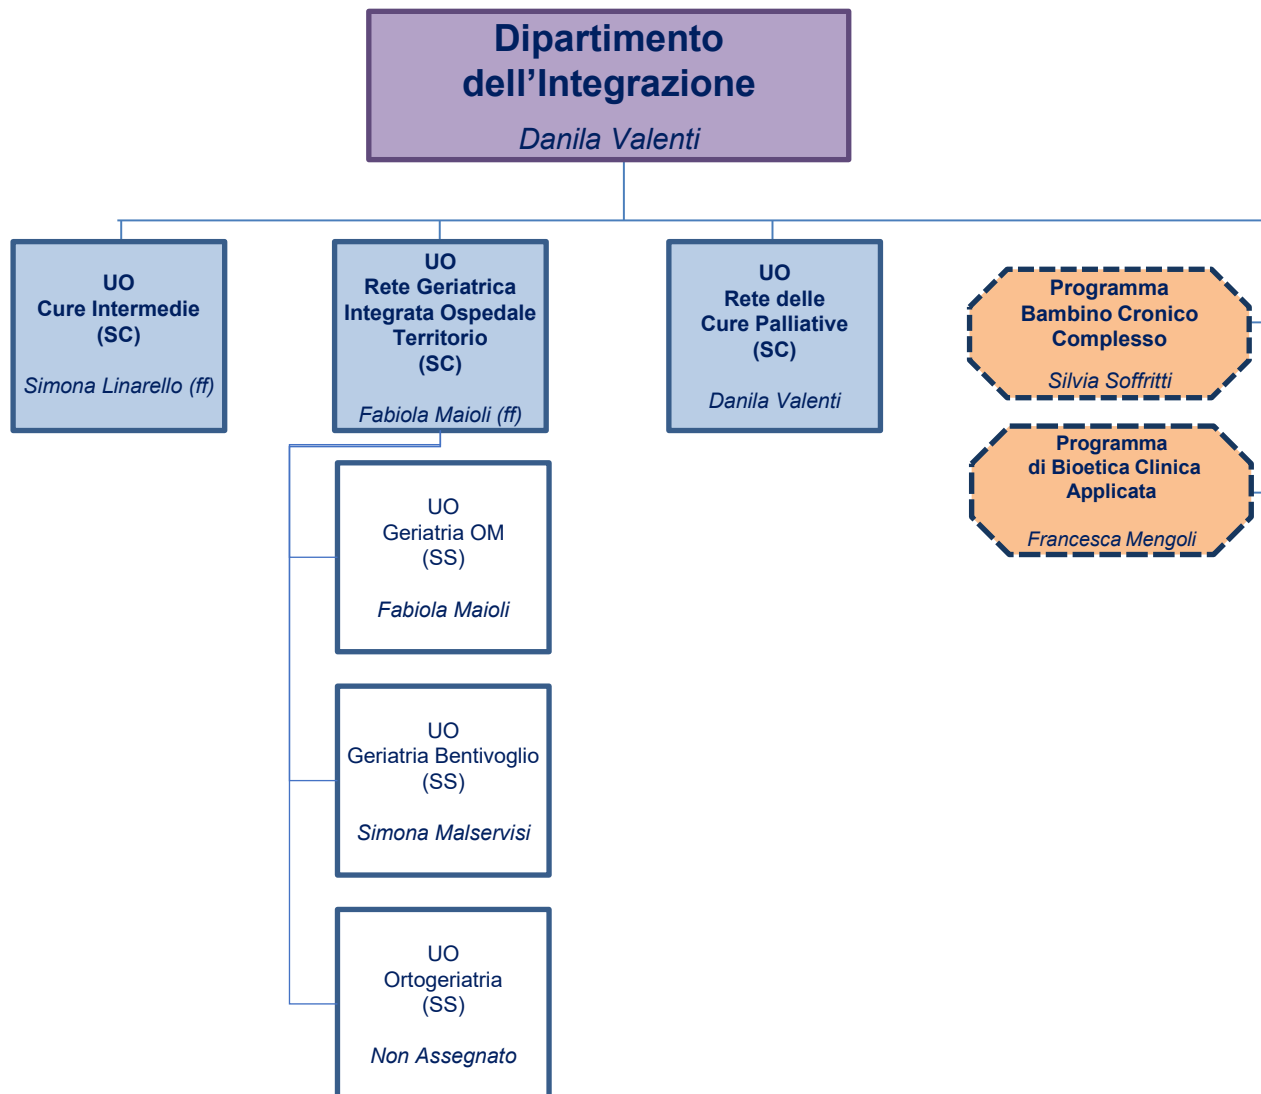 Dipartimento
dell’Integrazione
Danila Valenti
UO
Cure Intermedie
(SC)
Simona Linarello (ff)
UO
Rete Geriatrica
Integrata Ospedale
Territorio
(SC)
Fabiola Maioli (ff)
UO
Rete delle
Cure Palliative
(SC)
Danila Valenti
Programma
Bambino Cronico
Complesso
Silvia Soffritti
Programma
di Bioetica Clinica
Applicata
Francesca Mengoli
UO
Geriatria OM
(SS)
Fabiola Maioli
UO
Geriatria Bentivoglio
(SS)
Simona Malservisi
UO
Ortogeriatria
(SS)
Non Assegnato